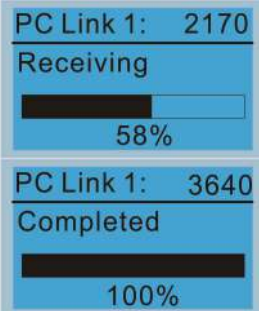 PC Link 1: 2170
Receiving
58%
PC Link 1: 3640
Completed
100%